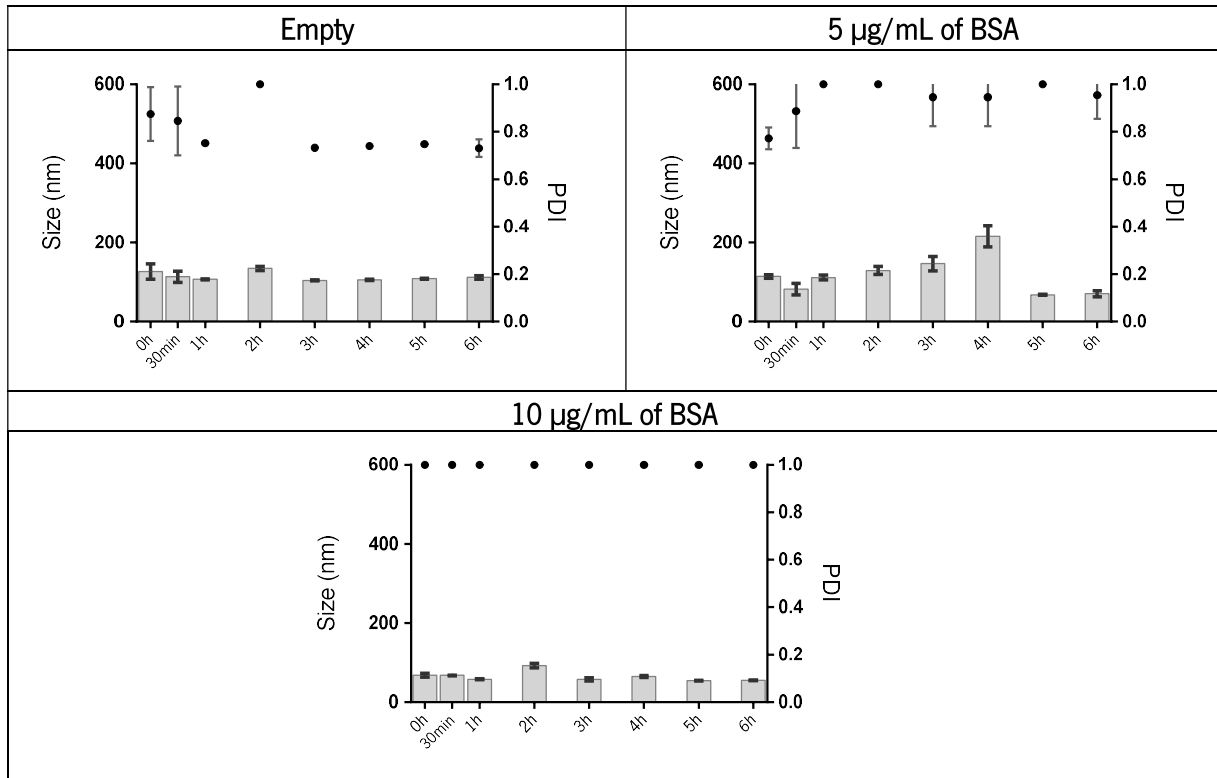 Empty
5 µg/mL of BSA
600
400
200
0
Size (nm)
1.0
0.8
0.6
0.4
0.2
0.0
PDI
0h
30min
1h
2h
3h
4h
5h
6h
600
400
200
0
Size (nm)
1.0
0.8
0.6
0.4
0.2
0.0
PDI
0h
30min
1h
2h
3h
4h
5h
6h
10 µg/mL of BSA
600
400
200
0
Size (nm)
1.0
0.8
0.6
0.4
0.2
0.0
PDI
0h
30min
1h
2h
3h
4h
5h
6h